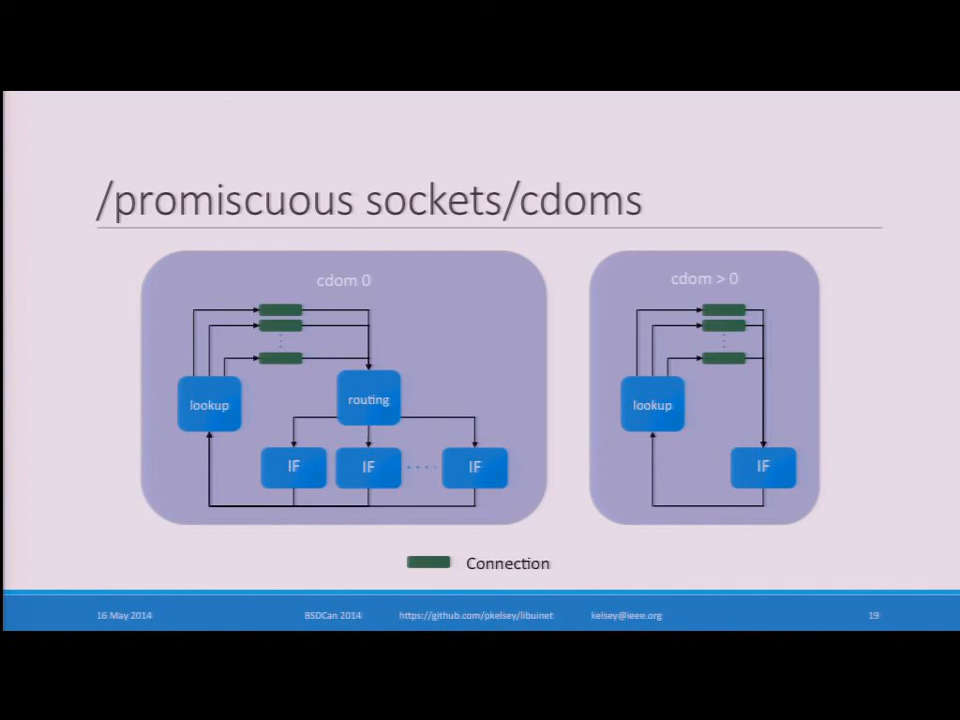 /promiscuous sockets/cdoms
cdom 0
lookup
routing
IF
IF
IF
cdom > 0
lookup
IF
Connection
16 May 2014
BSDCan 2014
https://github.com/pkelsey/libuinet
kelsey@ieee.org
19